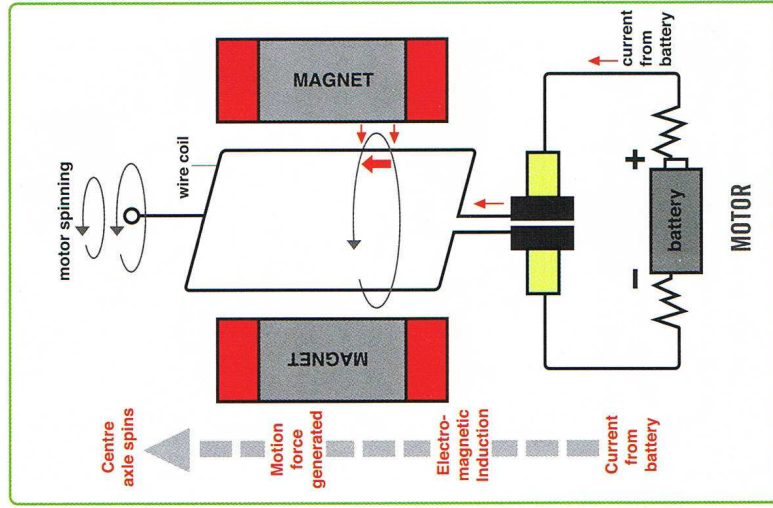 motor spinning
wire coil
MAGNET
MAGNET
current
from
battery
+
–
battery
MOTOR
Centre
axle spins
Motion
force
generated
Electro-
magnetic
Induction
Current
from
battery